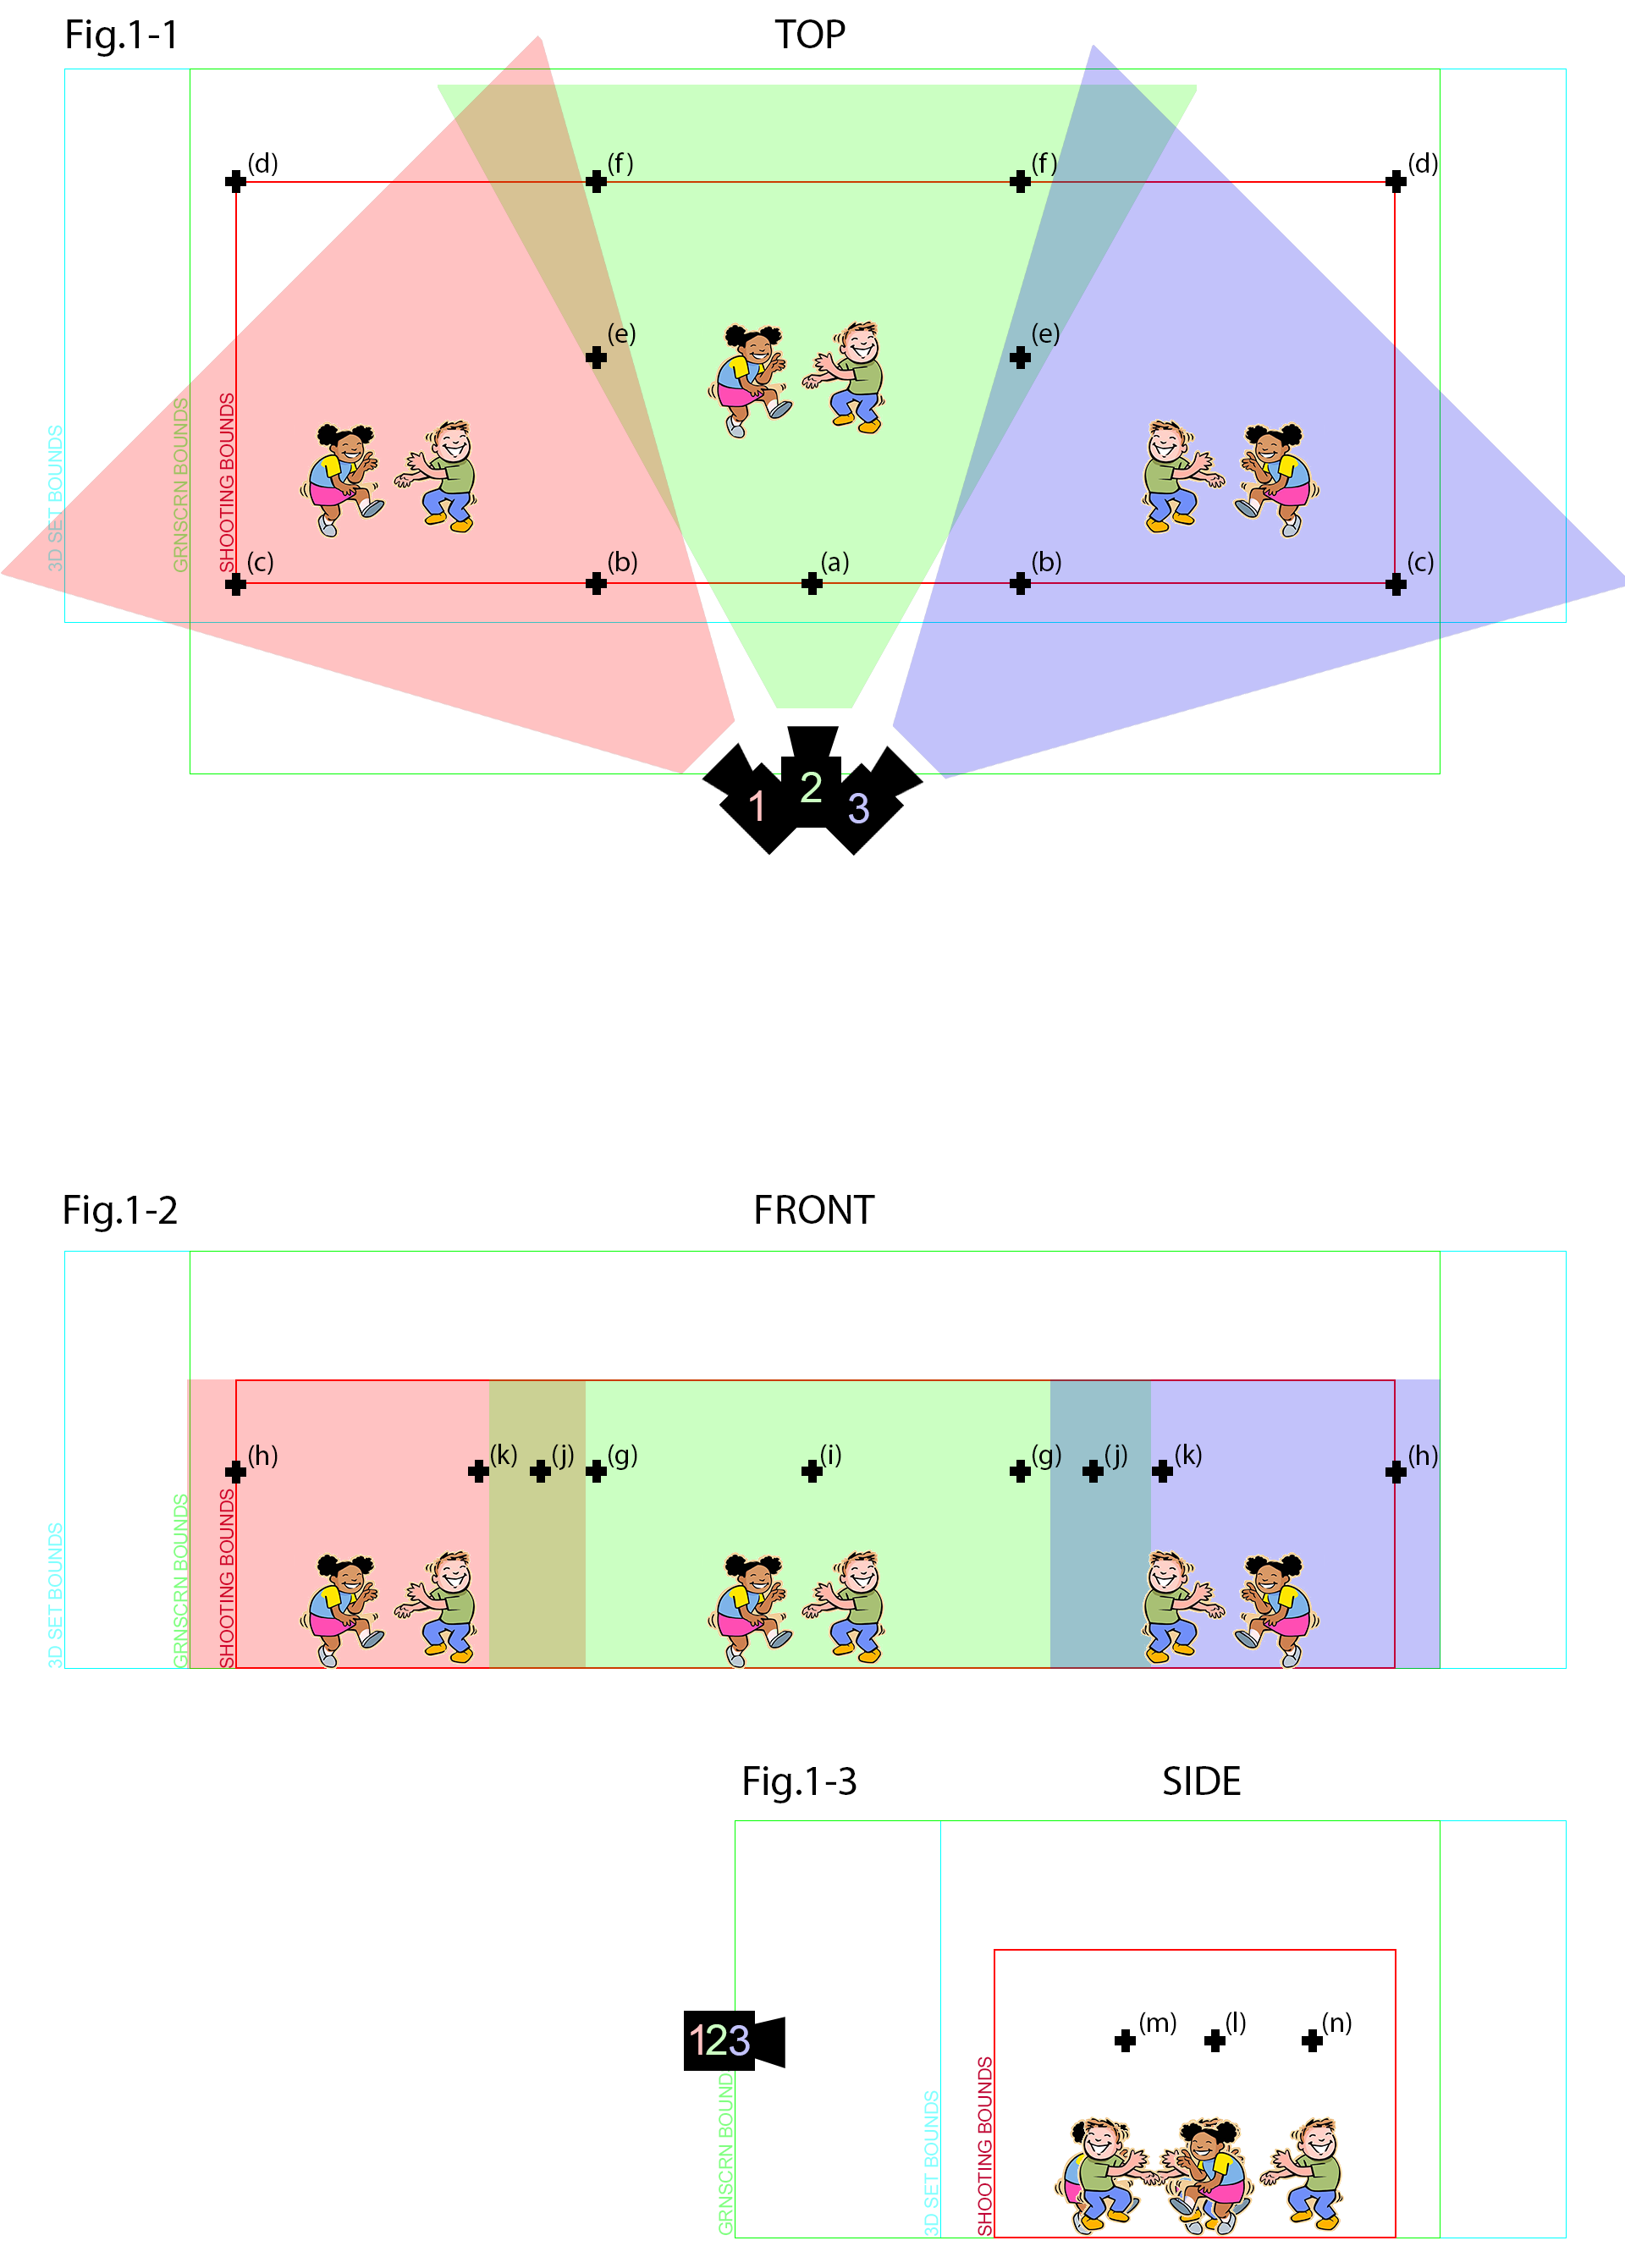 Fig.1-1
TOP
(d)
(f)
(f)
(d)
(e)
(e)
3D SET BOUNDS
GRNSCRN BOUNDS
SHOOTING BOUNDS
(c)
(b)
(a)
(b)
(c)
1
2
3
Fig.1-2
FRONT
(h)
(k)
(j)
(g)
(i)
(g)
(j)
(k)
(h)
3D SET BOUNDS
GRNSCRN BOUNDS
SHOOTING BOUNDS
Fig.1-3
SIDE
(m)
(l)
(n)
123
GRNSCRN BOUND
3D SET BOUNDS
SHOOTING BOUNDS